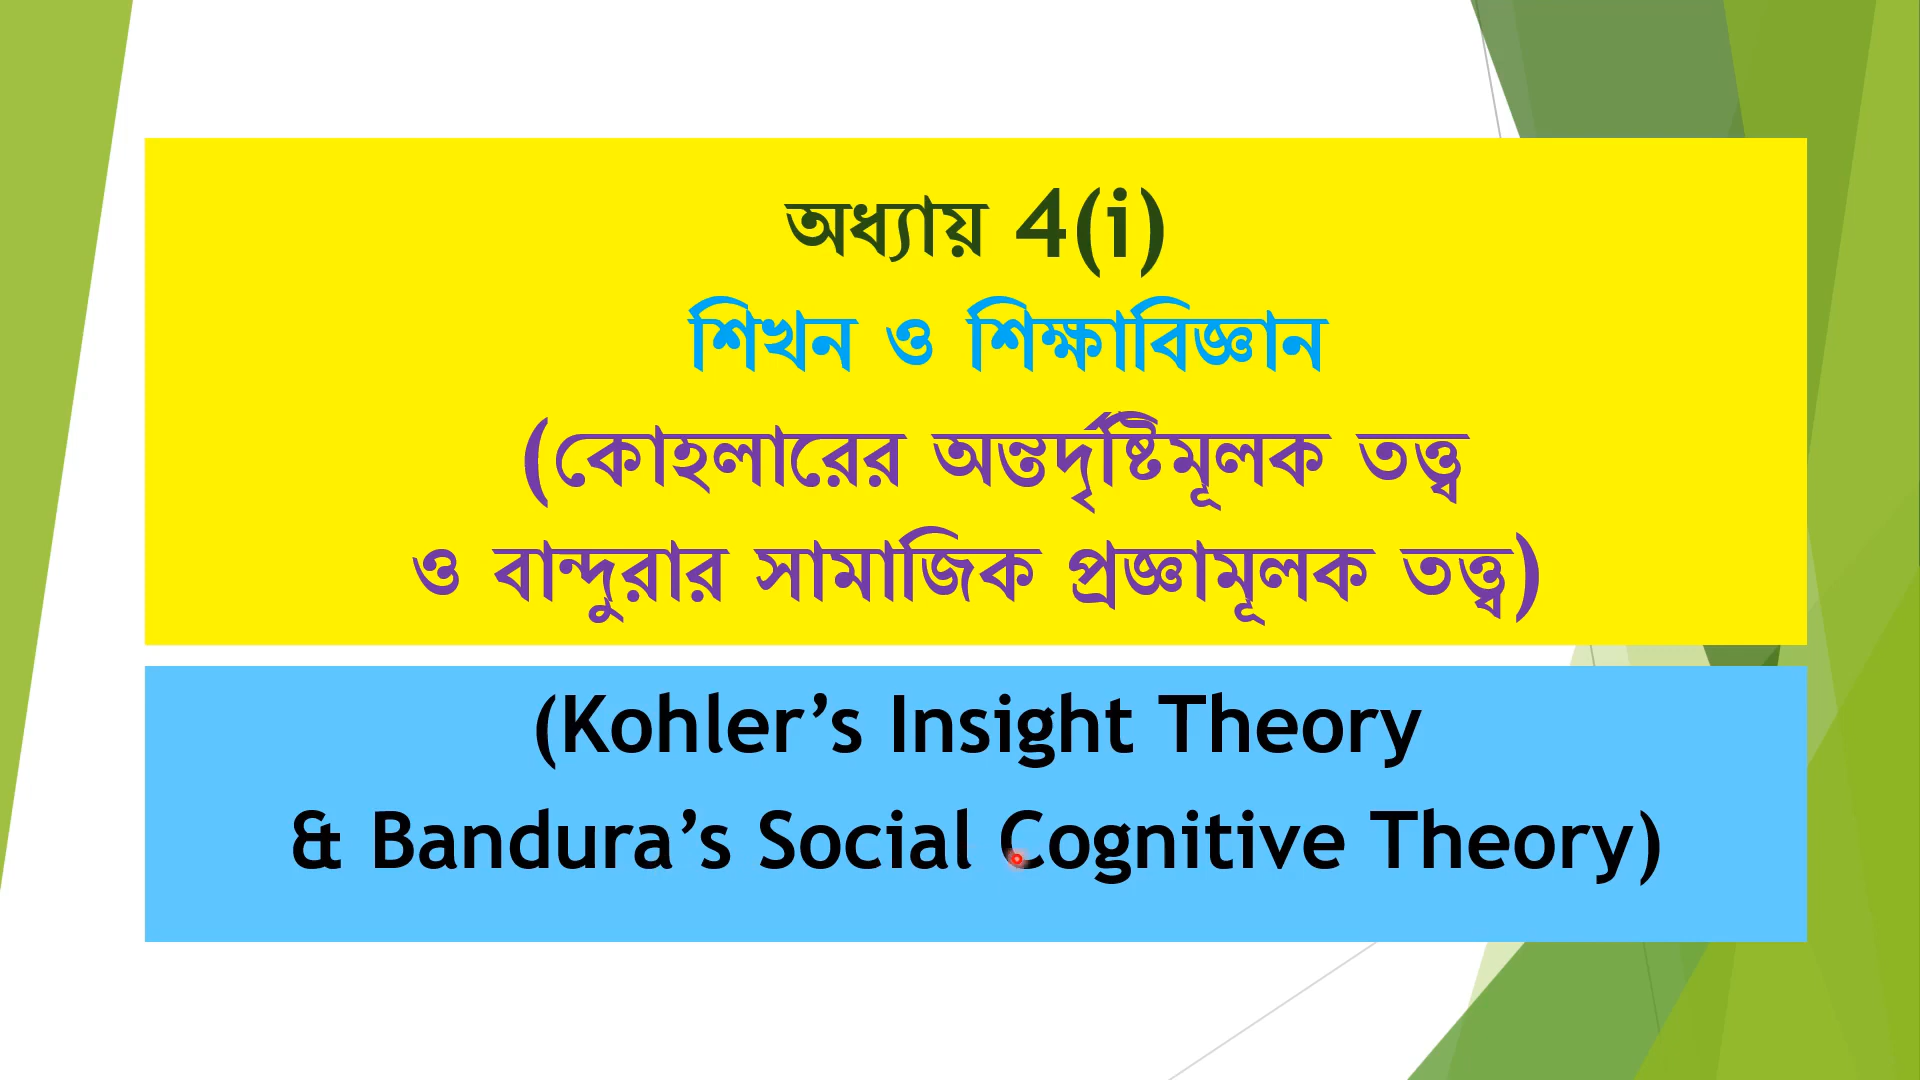 অধ্যায় 4(i)
শিখন ও শিক্ষাবিজ্ঞান
(কোহলারের অন্তর্দৃষ্টিমূলক তত্ত্ব
ও বান্দুরার সামাজিক প্রজ্ঞামূলক তত্ত্ব)
(Kohler’s Insight Theory
& Bandura’s Social Cognitive Theory)